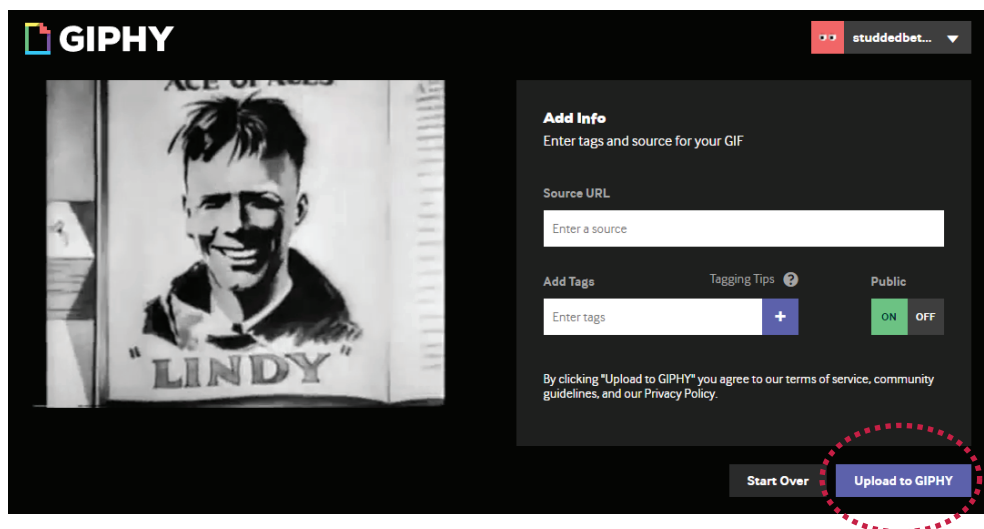 GIPHY
studdedbet...
ACE OF ACES
"LINDY"
Add Info
Enter tags and source for your GIF
Source URL
Enter a source
Add Tags
Tagging Tips ?
Public
Enter tags
+
ON OFF
By clicking "Upload to GIPHY" you agree to our terms of service, community
guidelines, and our Privacy Policy.
Start Over
Upload to GIPHY